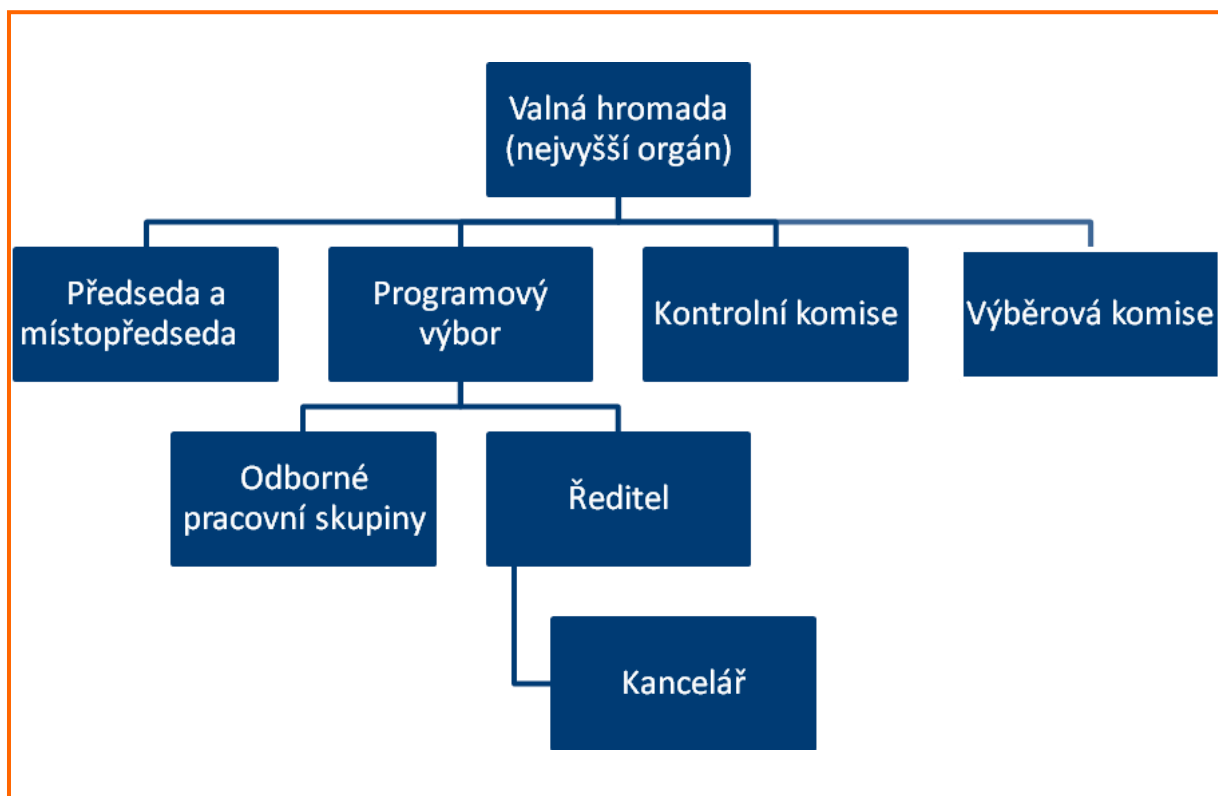 Valná hromada
(nejvyšší orgán)
Předseda a
místopředseda
Programový
výbor
Kontrolní komise
Výběrová komise
Odborné
pracovní skupiny
Ředitel
Kancelář